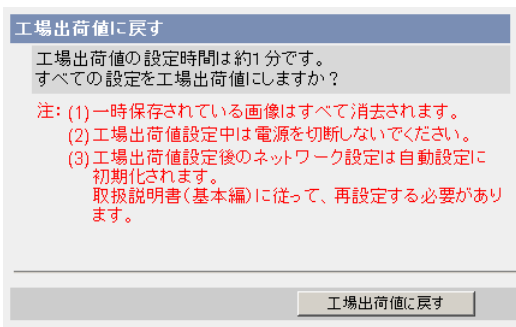 工場出荷値に戻す
工場出荷値の設定時間は約1分です。
すべての設定を工場出荷値にしますか？
注：(1)一時保存されている画像はすべて消去されます。
(2)工場出荷値設定中は電源を切断しないでください。
(3)工場出荷値設定後のネットワーク設定は自動設定に
初期化されます。
取扱説明書(基本編)に従って、再設定する必要があり
ます。
工場出荷値に戻す